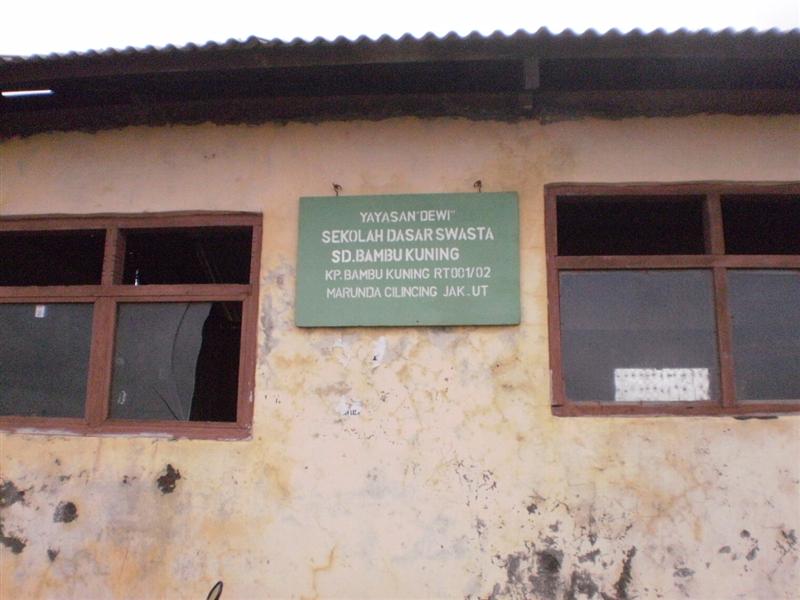 YAYASAN "DEWI"
SEKOLAH DASAR SWASTA
SD.BAMBU KUNING
KP.BAMBU KUNING RT001/02
MARUNDA CILINCING JAK.UT